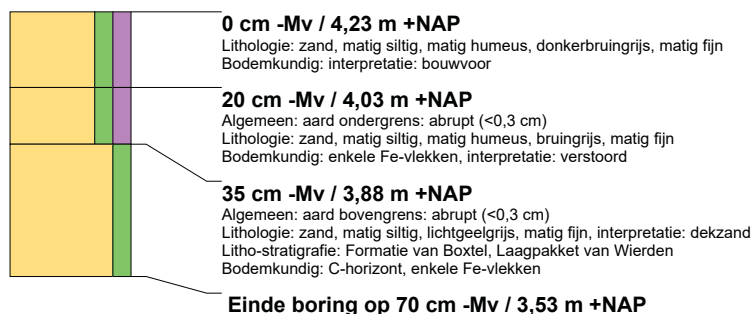 0 cm -Mv / 4,23 m +NAP
Lithologie: zand, matig siltig, matig humeus, donkerbruingrijs, matig fijn
Bodemkundig: interpretatie: bouwvoor
20 cm -Mv / 4,03 m +NAP
Algemeen: aard ondergrens: abrupt (<0,3 cm)
Lithologie: zand, matig siltig, matig humeus, bruingrijs, matig fijn
Bodemkundig: enkele Fe-vlekken, interpretatie: verstoord
35 cm -Mv / 3,88 m +NAP
Algemeen: aard bovengrens: abrupt (<0,3 cm)
Lithologie: zand, matig siltig, lichtgeelgrijs, matig fijn, interpretatie: dekzand
Litho-stratigrafie: Formatie van Boxtel, Laagpakket van Wierden
Bodemkundig: C-horizont, enkele Fe-vlekken
Einde boring op 70 cm -Mv / 3,53 m +NAP